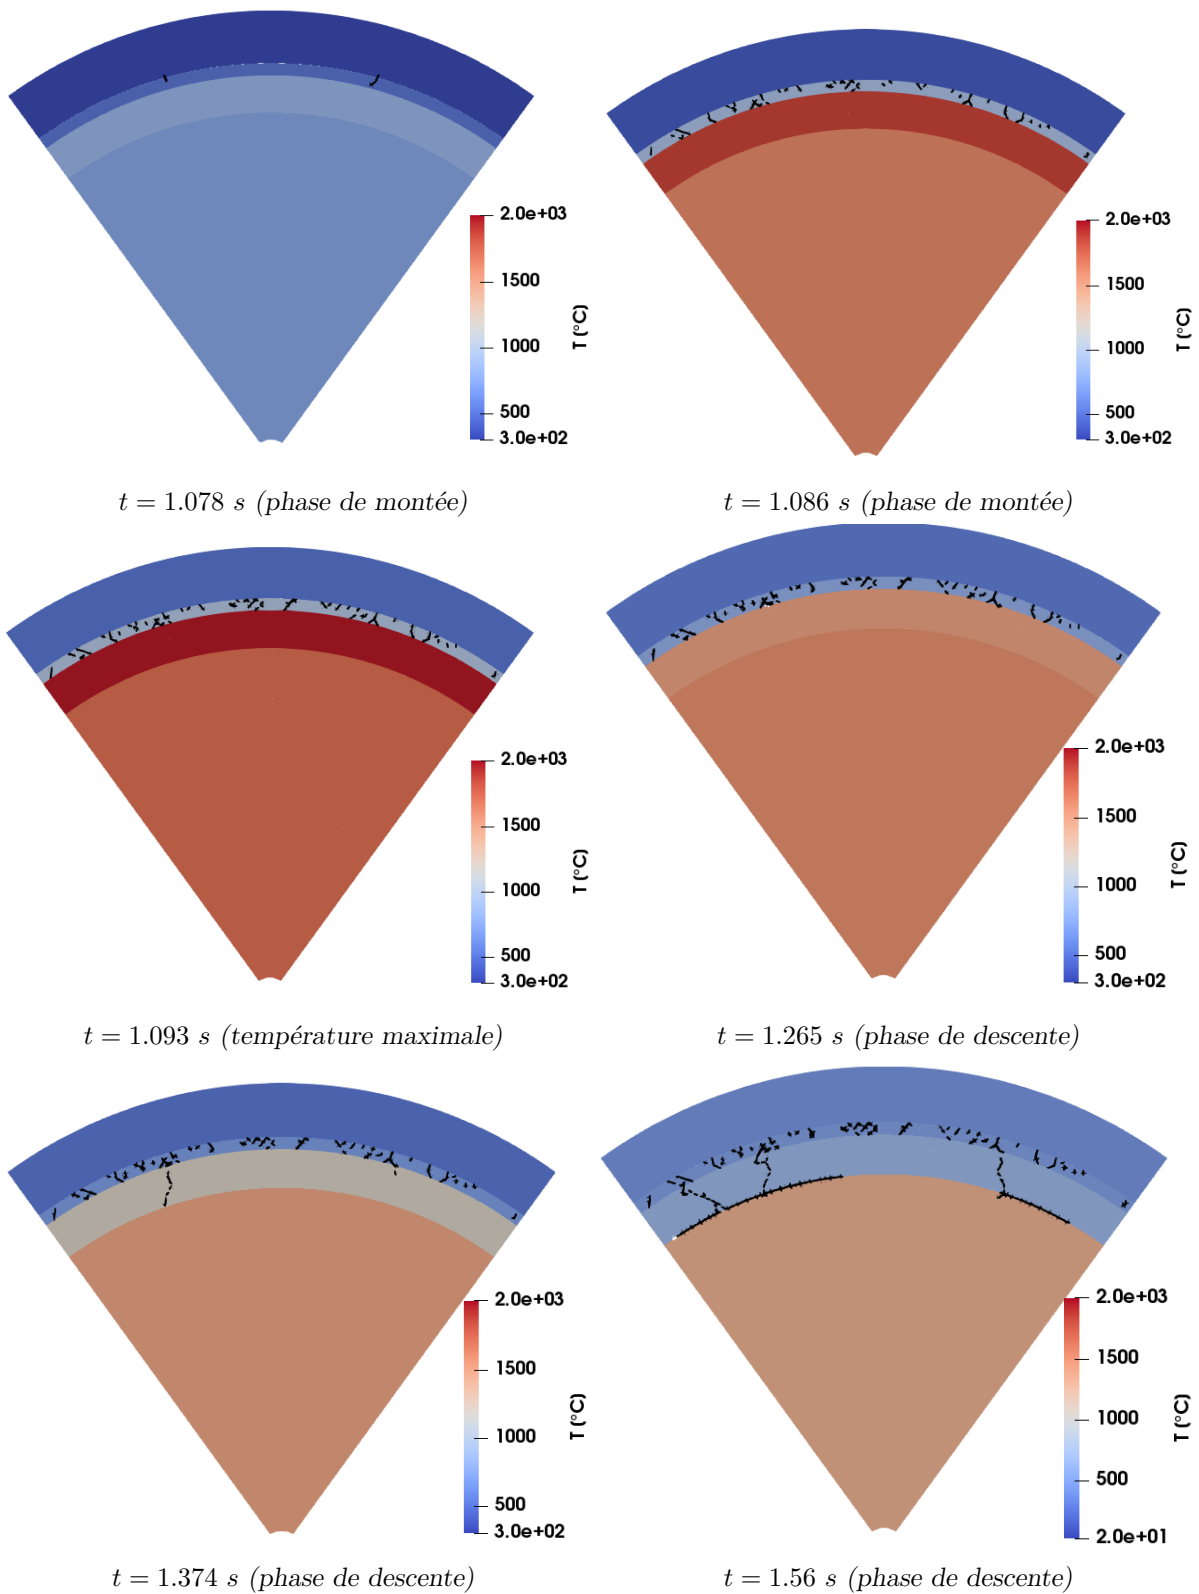 2.0e+03
1500
1000
500
3.0e+02
T (°C)
2.0e+03
1500
1000
500
3.0e+02
T (°C)
t = 1.078 s (phase de montée)
t = 1.086 s (phase de montée)
2.0e+03
1500
1000
500
3.0e+02
T (°C)
2.0e+03
1500
1000
500
3.0e+02
T (°C)
t = 1.093 s (température maximale)
t = 1.265 s (phase de descente)
2.0e+03
1500
1000
500
3.0e+02
T (°C)
2.0e+03
1500
1000
500
2.0e+01
T (°C)
t = 1.374 s (phase de descente)
t = 1.56 s (phase de descente)